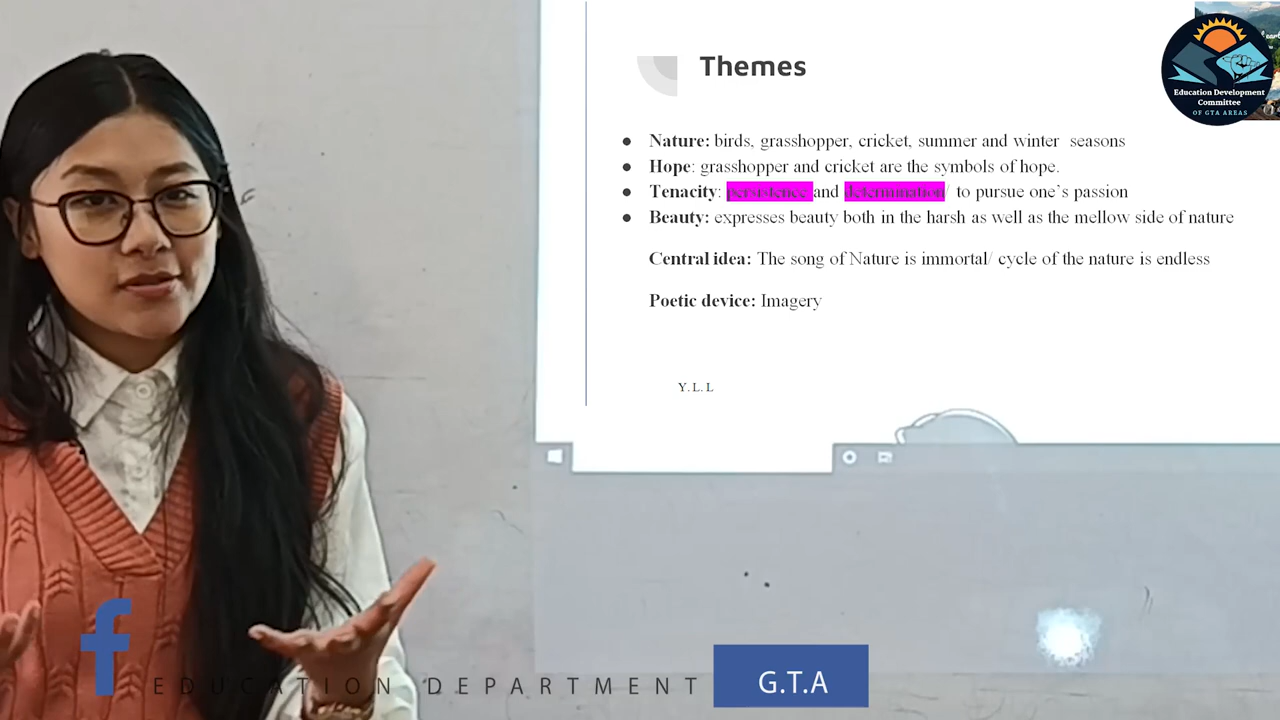 Themes
Education Development
Committee
OF GTA AREAS
● Nature: birds, grasshopper, cricket, summer and winter seasons
● Hope: grasshopper and cricket are the symbols of hope.
● Tenacity: persistence and determination/ to pursue one's passion
● Beauty: expresses beauty both in the harsh as well as the mellow side of nature
Central idea: The song of Nature is immortal/ cycle of the nature is endless
Poetic device: Imagery
Y. L. L
f EDUCATION DEPARTMENT G.T.A